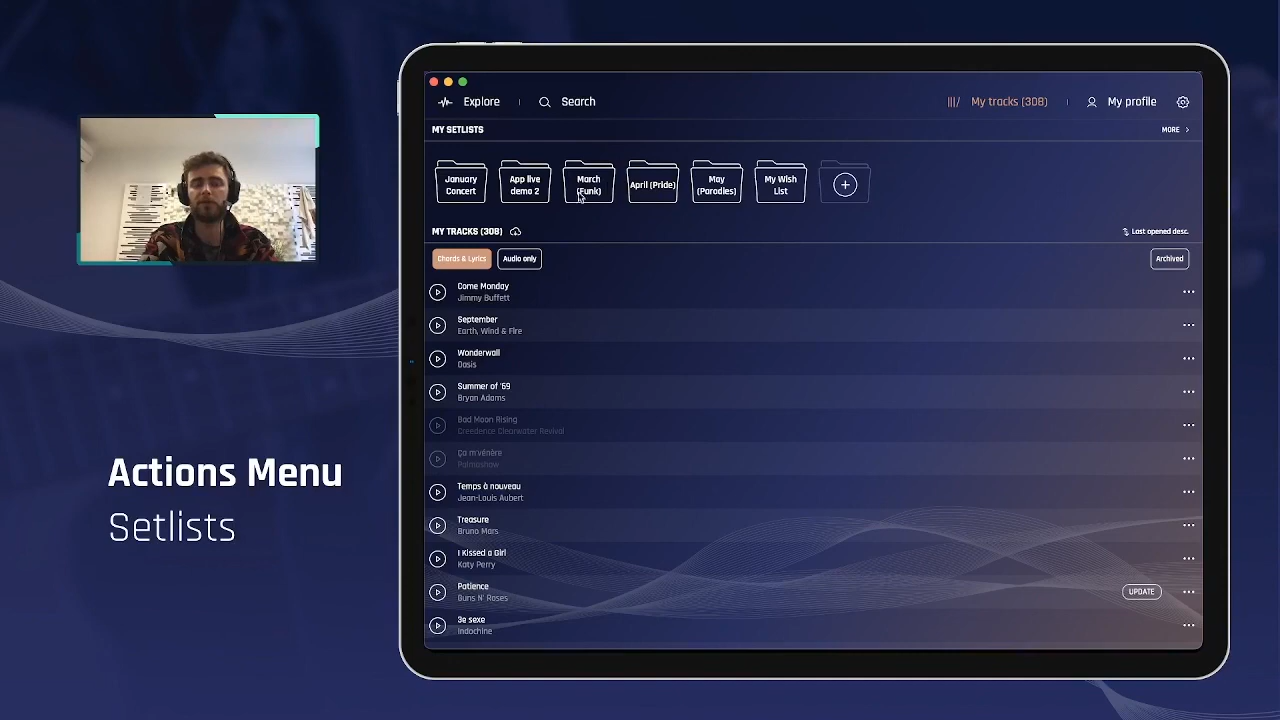 Explore
Search
My tracks (308)
My profile
MY SETLISTS
MORE >
January
Concert
App live
demo 2
March
(Funk)
April (Pride)
May
(Parodies)
My Wish
List
MY TRACKS (308)
Last opened desc.
Chords & Lyrics
Audio only
Archived
Come Monday
Jimmy Buffett
September
Earth, Wind & Fire
Wonderwall
Oasis
Summer of '69
Bryan Adams
Bad Moon Rising
Creedence Clearwater Revival
Ça m'vénère
Palmashow
Temps à nouveau
Jean-Louis Aubert
Treasure
Bruno Mars
I Kissed a Girl
Katy Perry
Patience
Guns N' Roses
UPDATE
3e sexe
Indochine
Actions Menu
Setlists